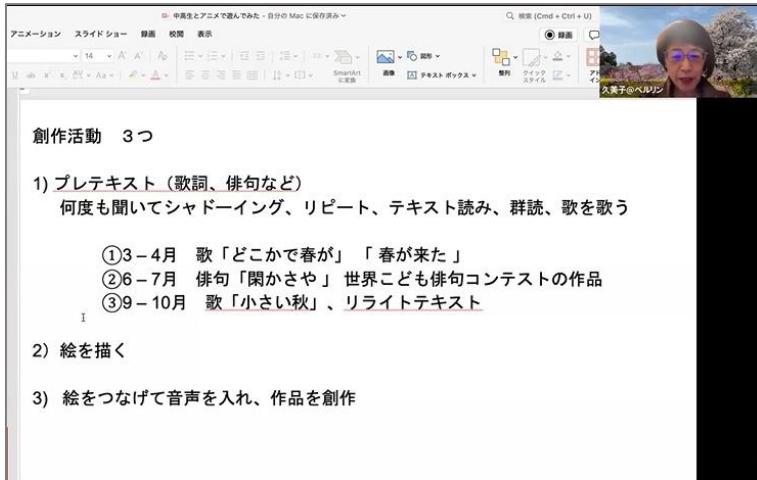 中高生とアニメで遊んでみた - 自分の Mac に保存済み
検索 (Cmd + Ctrl + U)
アニメーション スライド ショー 録画 校閲 表示
録画
14
SmartArt に変換
画像
図形
テキスト ボックス
整列
クイック スタイル
久美子@ベルリン
創作活動 3つ
1) プレテキスト(歌詞、俳句など)
何度も聞いてシャドーイング、リピート、テキスト読み、群読、歌を歌う
①3 – 4月 歌「どこかで春が」「 春が来た 」
②6 – 7月 俳句「閑かさや 」 世界こども俳句コンテストの作品
③9 – 10月 歌「小さい秋」、リライトテキスト
2) 絵を描く
3) 絵をつなげて音声を入れ、作品を創作